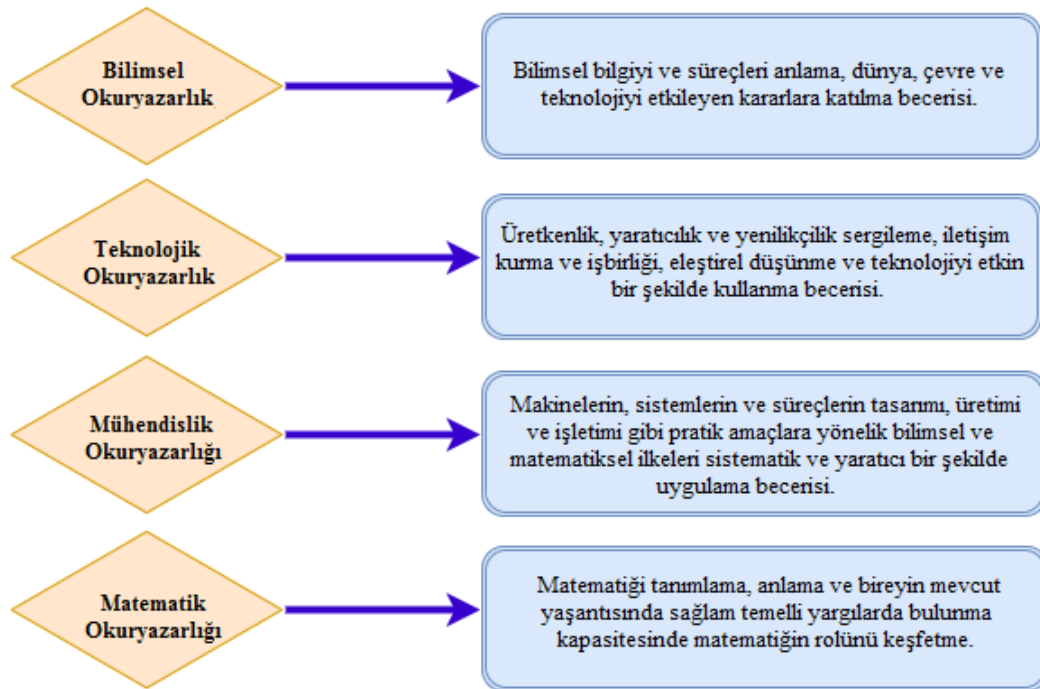 Bilimsel
Okuryazarlık
Bilimsel bilgiyi ve süreçleri anlama, dünya, çevre ve
teknolojiyi etkileyen kararlara katılma becerisi.
Teknolojik
Okuryazarlık
Üretkenlik, yaratıcılık ve yenilikçilik sergileme, iletişim
kurma ve işbirliği, eleştirel düşünme ve teknolojiyi etkin
bir şekilde kullanma becerisi.
Mühendislik
Okuryazarlığı
Makinelerin, sistemlerin ve süreçlerin tasarımı, üretimi
ve işletimi gibi pratik amaçlara yönelik bilimsel ve
matematiksel ilkeleri sistematik ve yaratıcı bir şekilde
uygulama becerisi.
Matematik
Okuryazarlığı
Matematiği tanımlama, anlama ve bireyin mevcut
yaşantısında sağlam temelli yargılarda bulunma
kapasitesinde matematiğin rolünü keşfetme.